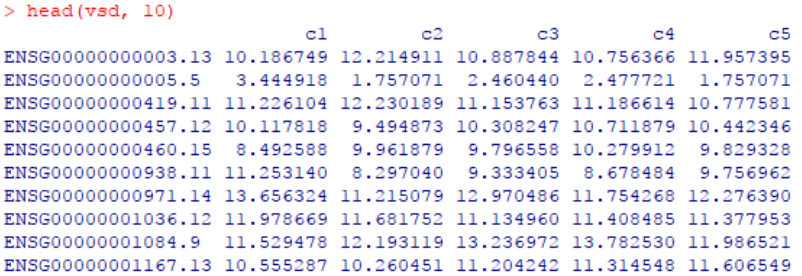 > head(vsd, 10)
c1 c2 c3 c4 c5
ENSG00000000003.13 10.186749 12.214911 10.887844 10.756366 11.957395
ENSG00000000005.5 3.444918 1.757071 2.460440 2.477721 1.757071
ENSG00000000419.11 11.226104 12.230189 11.153763 11.186614 10.777581
ENSG00000000457.12 10.117818 9.494873 10.308247 10.711879 10.442346
ENSG00000000460.15 8.492588 9.961879 9.796558 10.279912 9.829328
ENSG00000000938.11 11.253140 8.297040 9.333405 8.678484 9.756962
ENSG00000000971.14 13.656324 11.215079 12.970486 11.754268 12.276390
ENSG00000001036.12 11.978669 11.681752 11.134960 11.408485 11.377953
ENSG00000001084.9 11.529478 12.193119 13.236972 13.782530 11.986521
ENSG00000001167.13 10.555287 10.260451 11.204242 11.314548 11.606549